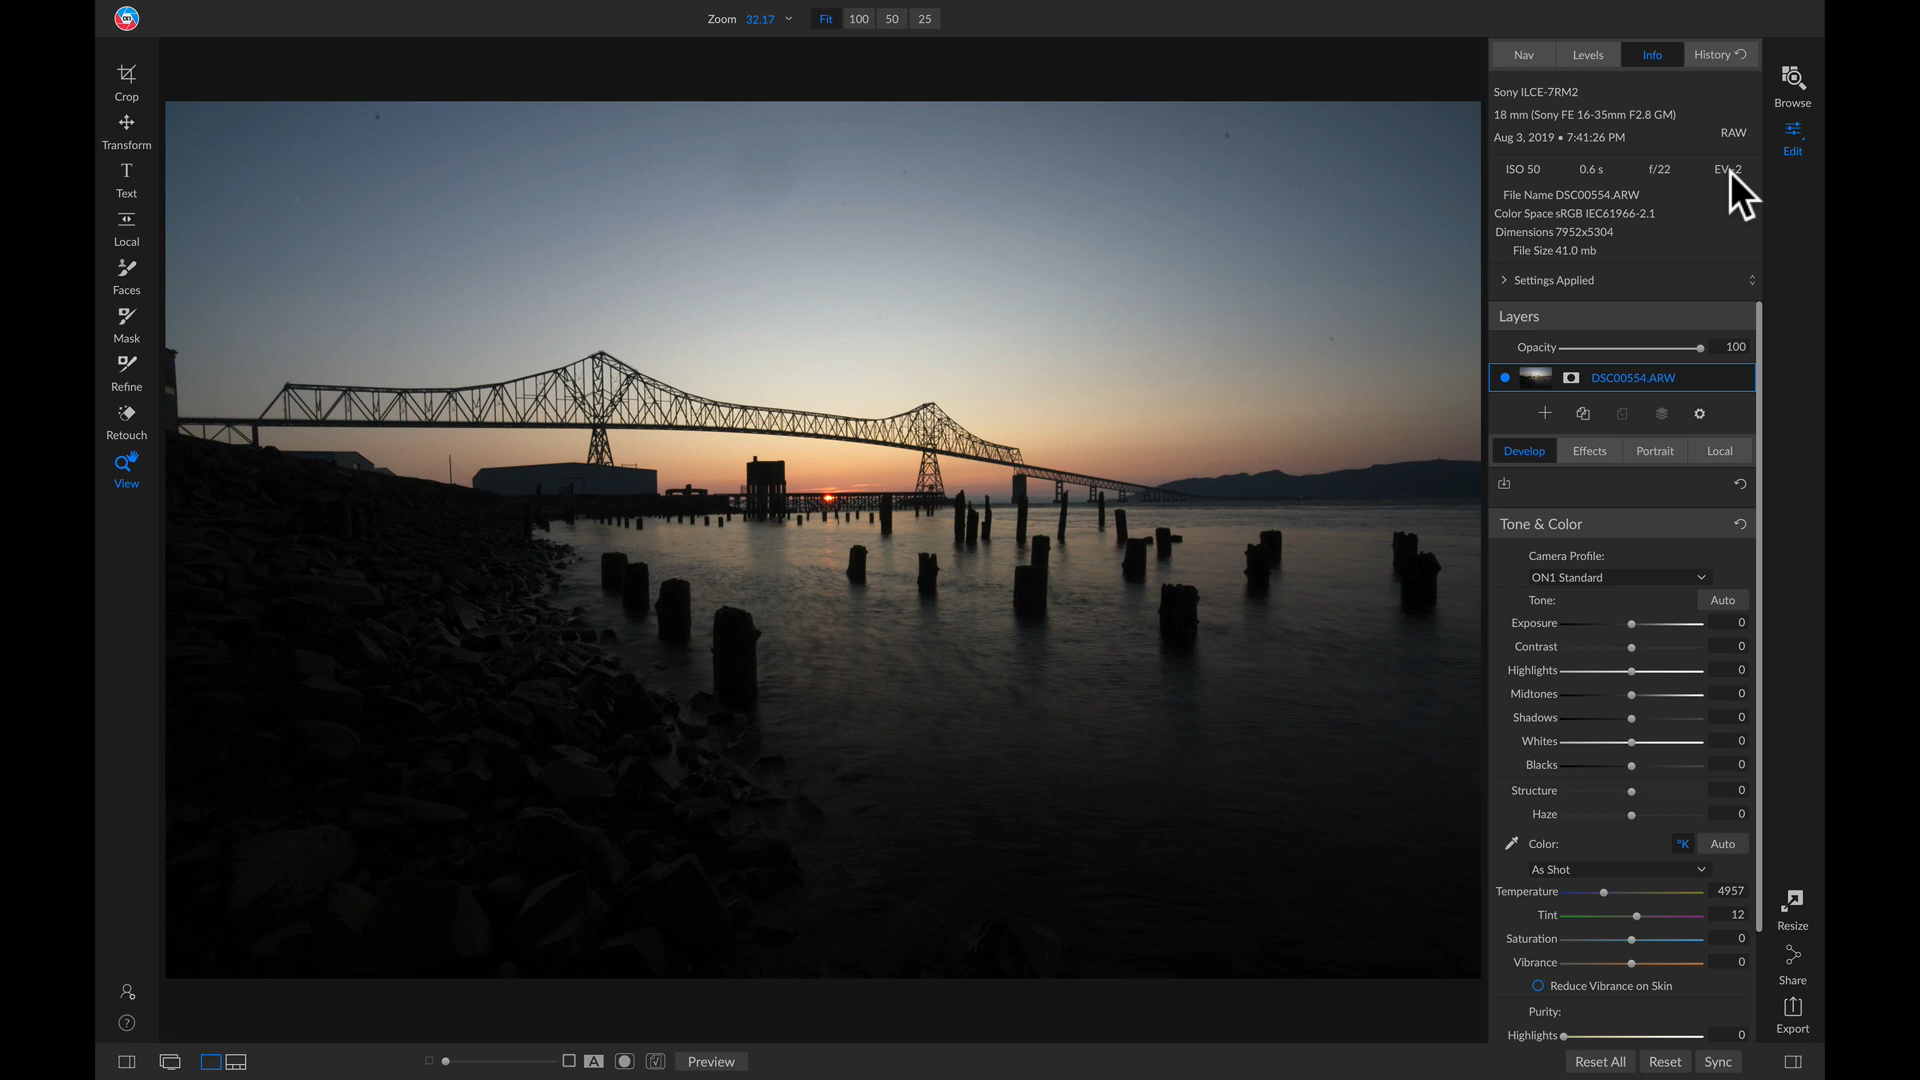 Zoom 32.17 Fit 100 50 25
Crop
Transform
Text
Local
Faces
Mask
Refine
Retouch
View
Nav Levels Info History
Sony ILCE-7RM2
18 mm (Sony FE 16-35mm F2.8 GM)
Aug 3, 2019 • 7:41:26 PM RAW
ISO 50 0.6 s f/22 EV -2
File Name DSC00554.ARW
Color Space sRGB IEC61966-2.1
Dimensions 7952x5304
File Size 41.0 mb
Settings Applied
Layers
Opacity 100
DSC00554.ARW
Develop Effects Portrait Local
Tone & Color
Camera Profile:
ON1 Standard
Tone: Auto
Exposure 0
Contrast 0
Highlights 0
Midtones 0
Shadows 0
Whites 0
Blacks 0
Structure 0
Haze 0
Color: °K Auto
As Shot
Temperature 4957
Tint 12
Saturation 0
Vibrance 0
Reduce Vibrance on Skin
Purity:
Highlights 0
Browse
Edit
Resize
Share
Export
A Preview
Reset All Reset Sync